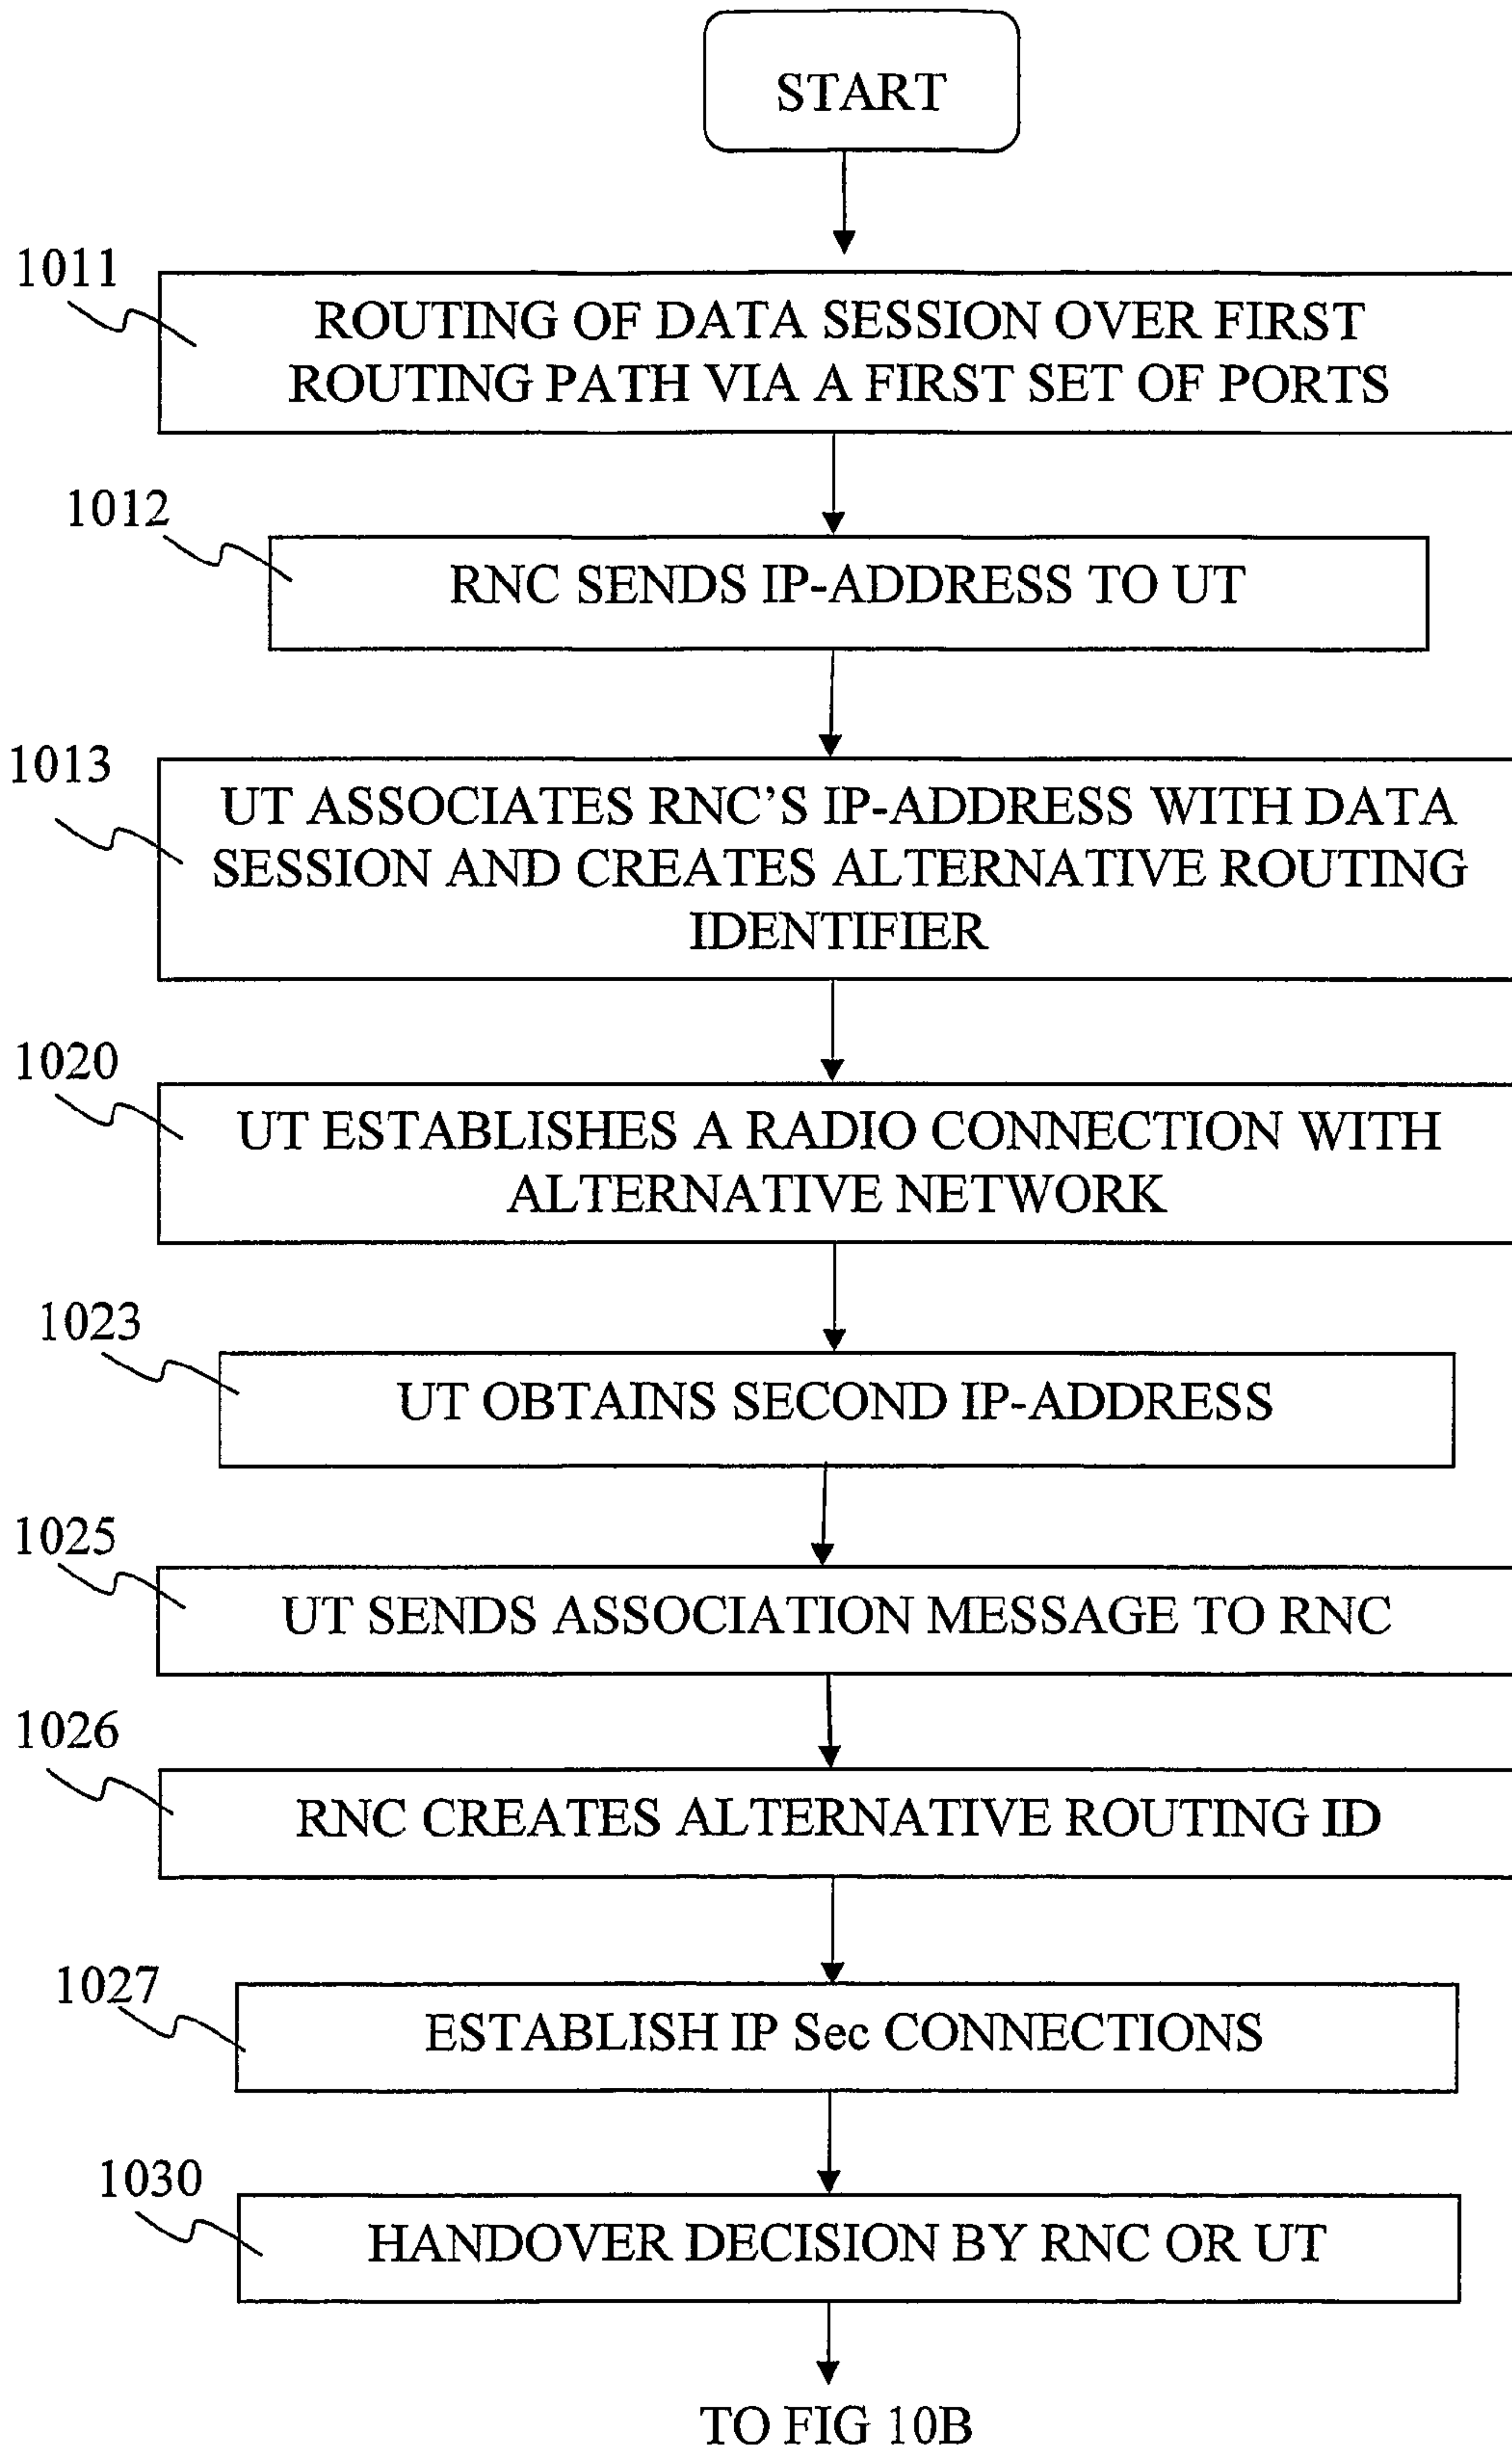 START
1011
ROUTING OF DATA SESSION OVER FIRST
ROUTING PATH VIA A FIRST SET OF PORTS
1012
RNC SENDS IP-ADDRESS TO UT
1013
UT ASSOCIATES RNC'S IP-ADDRESS WITH DATA
SESSION AND CREATES ALTERNATIVE ROUTING
IDENTIFIER
1020
UT ESTABLISHES A RADIO CONNECTION WITH
ALTERNATIVE NETWORK
1023
UT OBTAINS SECOND IP-ADDRESS
1025
UT SENDS ASSOCIATION MESSAGE TO RNC
1026
RNC CREATES ALTERNATIVE ROUTING ID
1027
ESTABLISH IP Sec CONNECTIONS
1030
HANDOVER DECISION BY RNC OR UT
TO FIG 10B